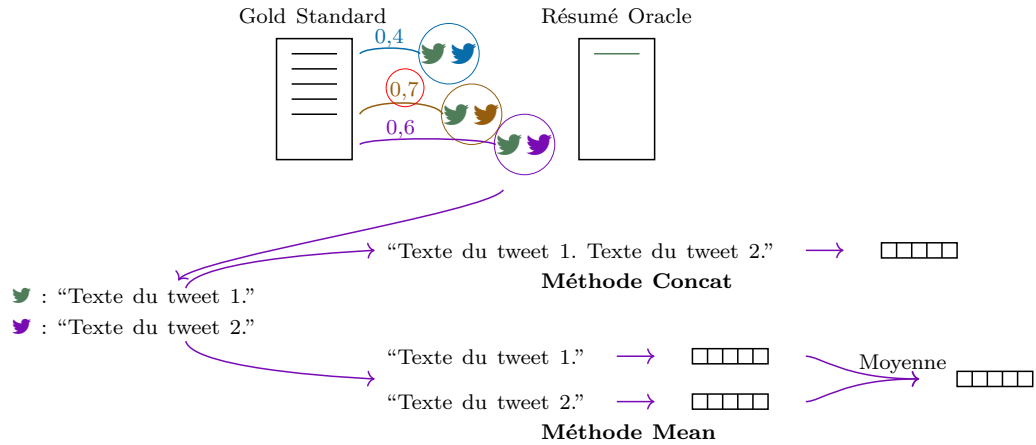 Gold Standard
Résumé Oracle
0,4
0,7
0,6
“Texte du tweet 1. Texte du tweet 2.”
Méthode Concat
: “Texte du tweet 1.”
: “Texte du tweet 2.”
“Texte du tweet 1.”
Moyenne
“Texte du tweet 2.”
Méthode Mean